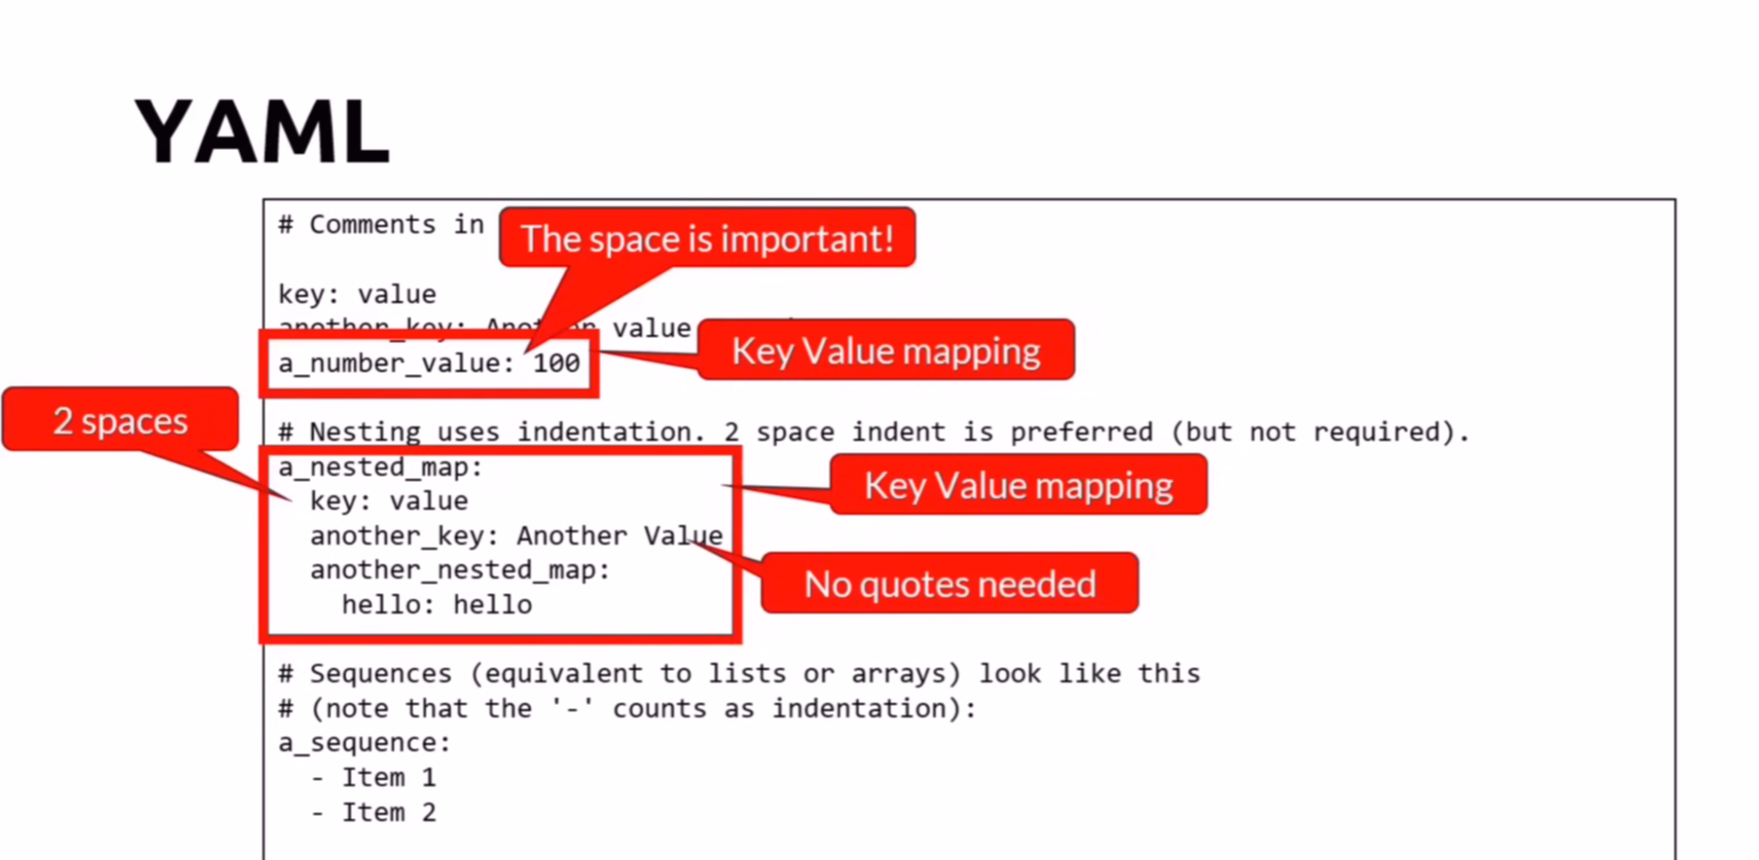 YAML
# Comments in
The space is important!
key: value
another_key: Another value
Key Value mapping
a_number_value: 100
2 spaces
# Nesting uses indentation. 2 space indent is preferred (but not required).
a_nested_map:
Key Value mapping
key: value
another_key: Another Value
another_nested_map:
No quotes needed
hello: hello
# Sequences (equivalent to lists or arrays) look like this
# (note that the '-' counts as indentation):
a_sequence:
- Item 1
- Item 2